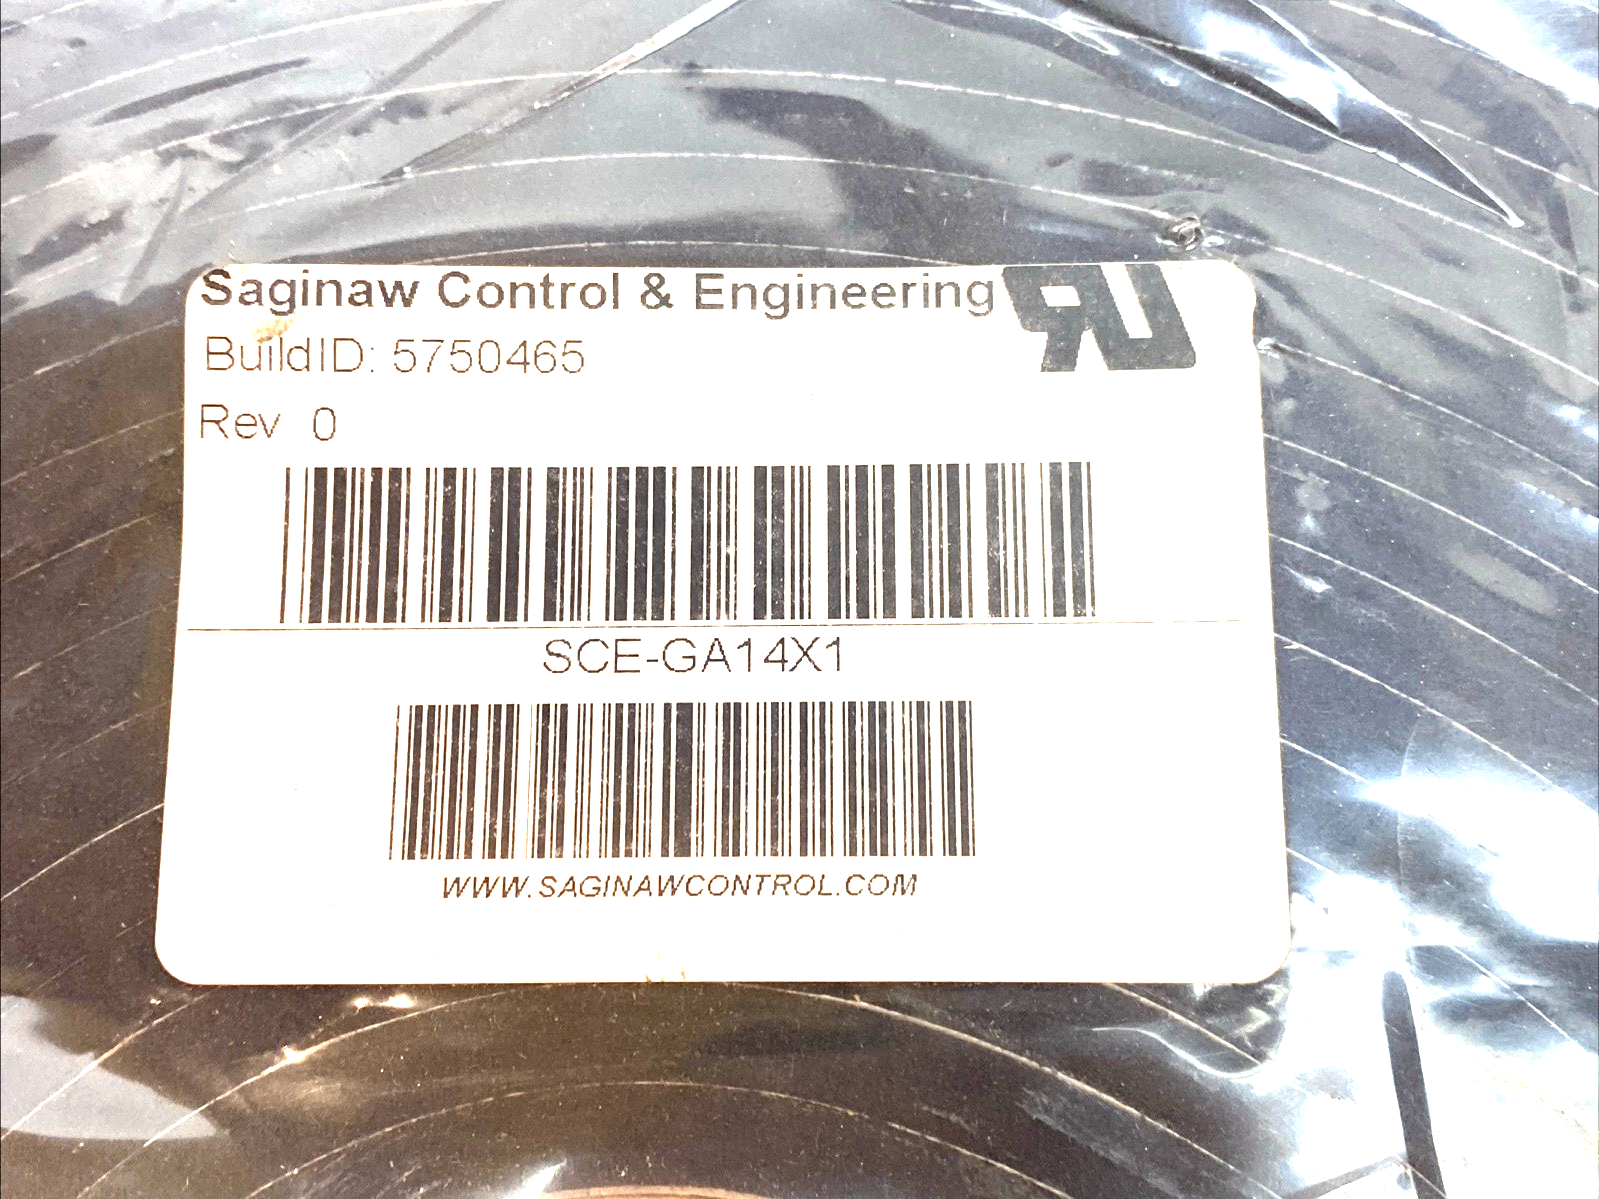 Saginaw Control & Engineering
BuildID: 5750465
Rev 0
SCE-GA14X1
WWW.SAGINAWCONTROL.COM